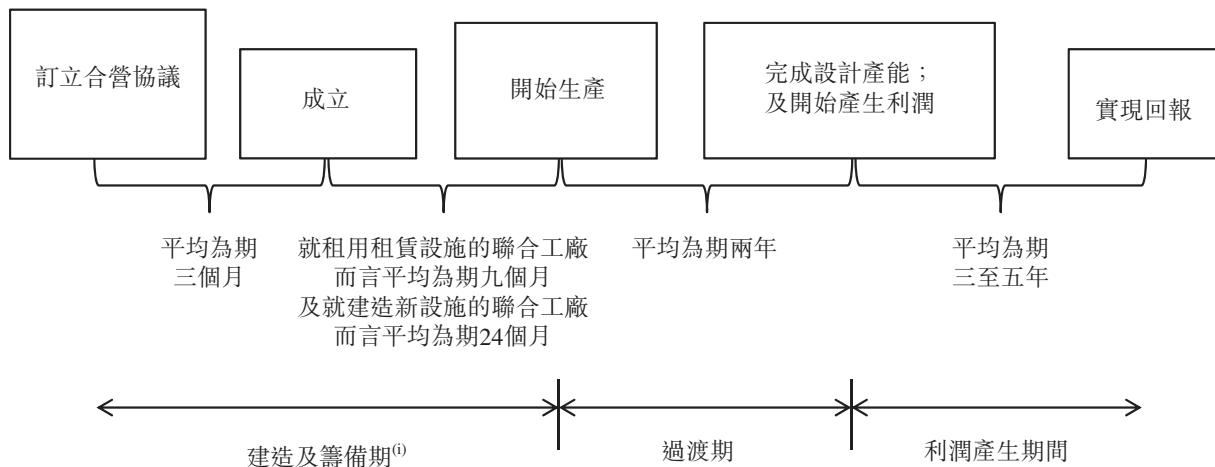 訂立合營協議
成立
開始生產
完成設計產能；
及開始產生利潤
實現回報
平均為期
三個月
就租用租賃設施的聯合工廠
而言平均為期九個月
及就建造新設施的聯合工廠
而言平均為期24個月
平均為期兩年
平均為期
三至五年
建造及籌備期(i)
過渡期
利潤產生期間